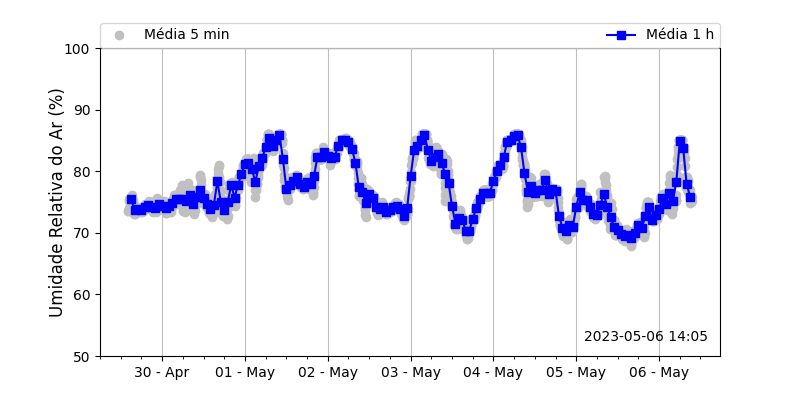 Média 5 min
Média 1 h
Umidade Relativa do Ar (%)
100
90
80
70
60
50
2023-05-06 14:05
30 - Apr
01 - May
02 - May
03 - May
04 - May
05 - May
06 - May